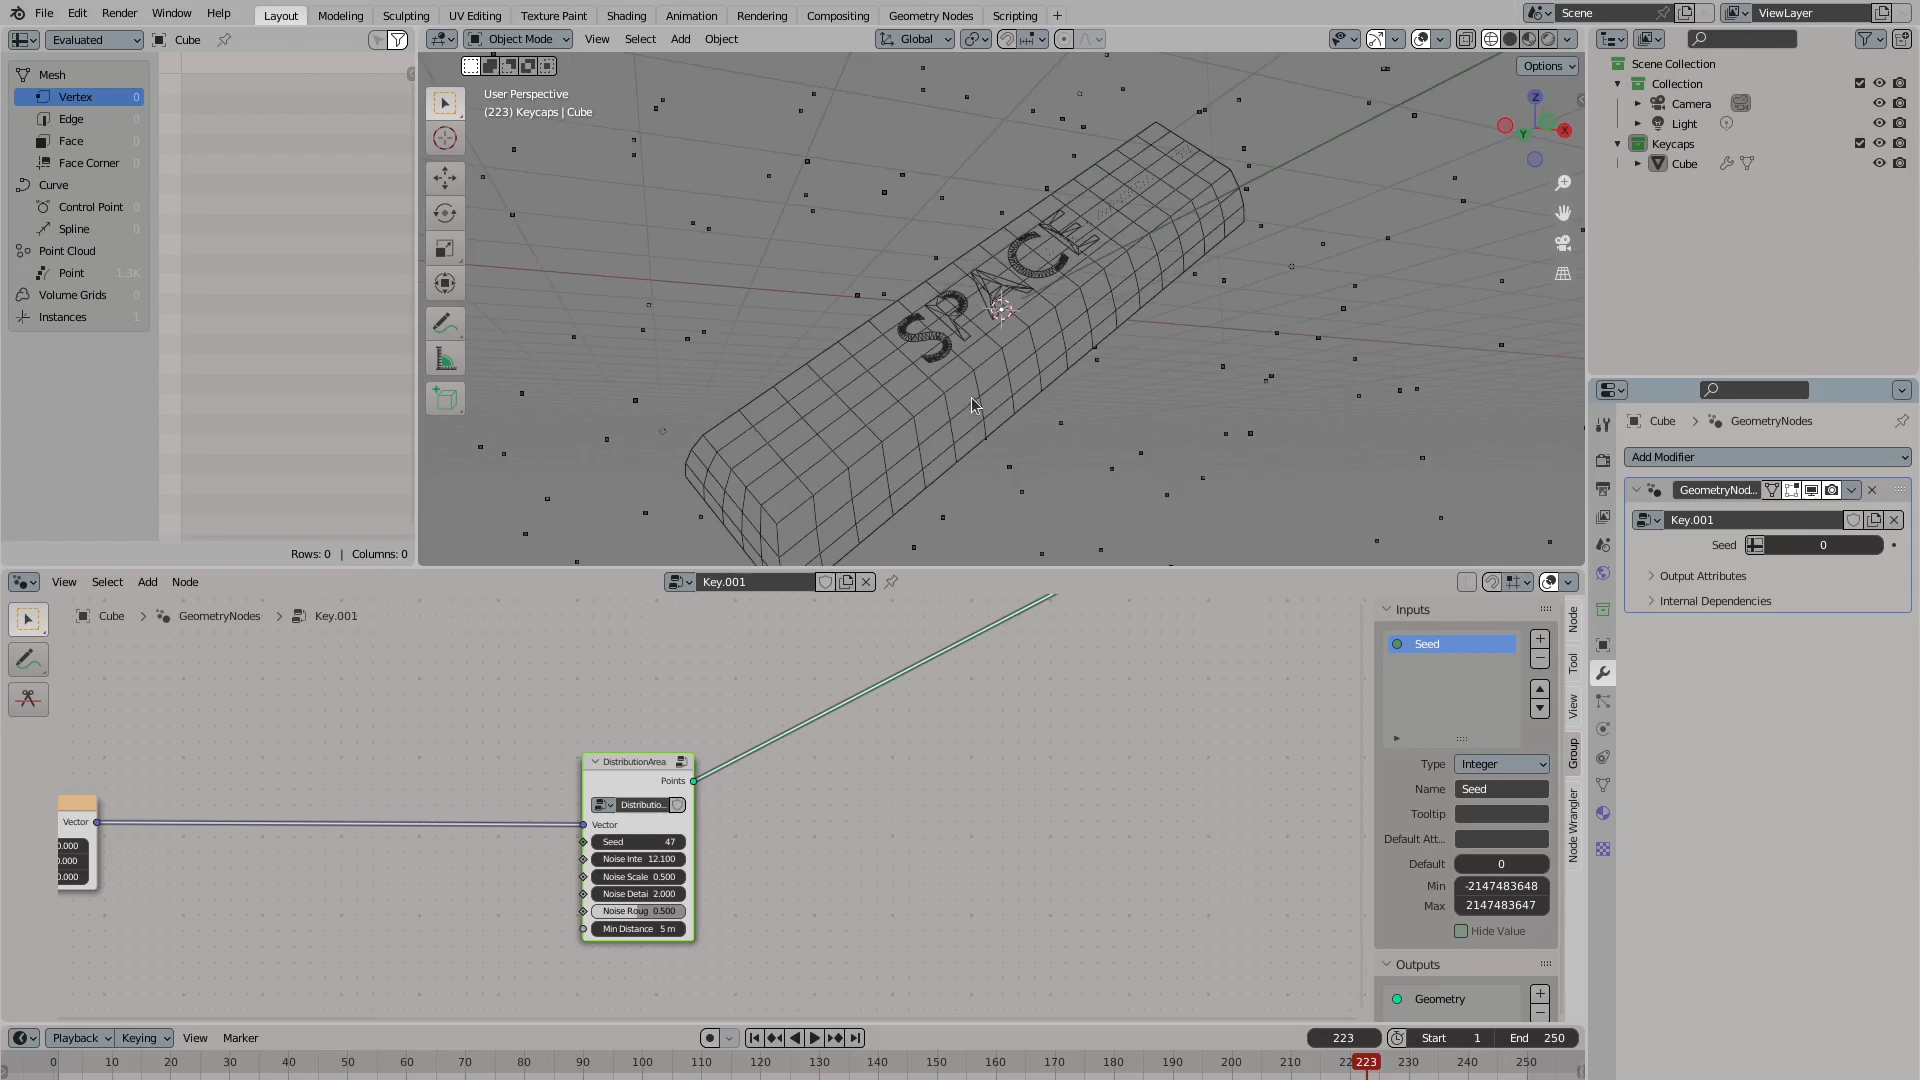 File Edit Render Window Help Layout Modeling Sculpting UV Editing Texture Paint Shading Animation Rendering Compositing Geometry Nodes Scripting + Scene ViewLayer
Evaluated Cube
Object Mode View Select Add Object Global
Options
Mesh
Vertex 0
Edge 0
Face 0
Face Corner 0
Curve
Control Point 0
Spline 0
Point Cloud
Point 1.3K
Volume Grids
Instances 1
Rows: 0 | Columns: 0
User Perspective
(223) Keycaps | Cube
Z
Y
X
SPACE
Scene Collection
Collection
Camera
Light
Keycaps
Cube
Cube > GeometryNodes
Add Modifier
GeometryNod...
Key.001
Seed 0
Output Attributes
Internal Dependencies
View Select Add Node Key.001
Cube > GeometryNodes > Key.001
Vector
0.000
0.000
0.000
DistributionArea
Points
Distributio...
Vector
Seed 47
Noise Inte 12.100
Noise Scale 0.500
Noise Detai 2.000
Noise Roug 0.500
Min Distance 5 m
Inputs
Seed
Type Integer
Name Seed
Tooltip
Default Att...
Default 0
Min -2147483648
Max 2147483647
Hide Value
Outputs
Geometry
Node
Tool
View
Group
Node Wrangler
Playback Keying View Marker 223 Start 1 End 250
0 10 20 30 40 50 60 70 80 90 100 110 120 130 140 150 160 170 180 190 200 210 22 223 230 240 250